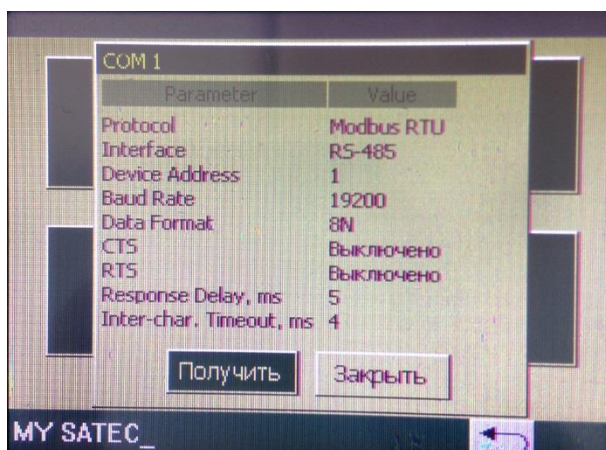 COM 1
Parameter Value
Protocol Modbus RTU
Interface RS-485
Device Address 1
Baud Rate 19200
Data Format 8N
CTS Выключено
RTS Выключено
Response Delay, ms 5
Inter-char. Timeout, ms 4
Получить Закрыть
MY SATEC_